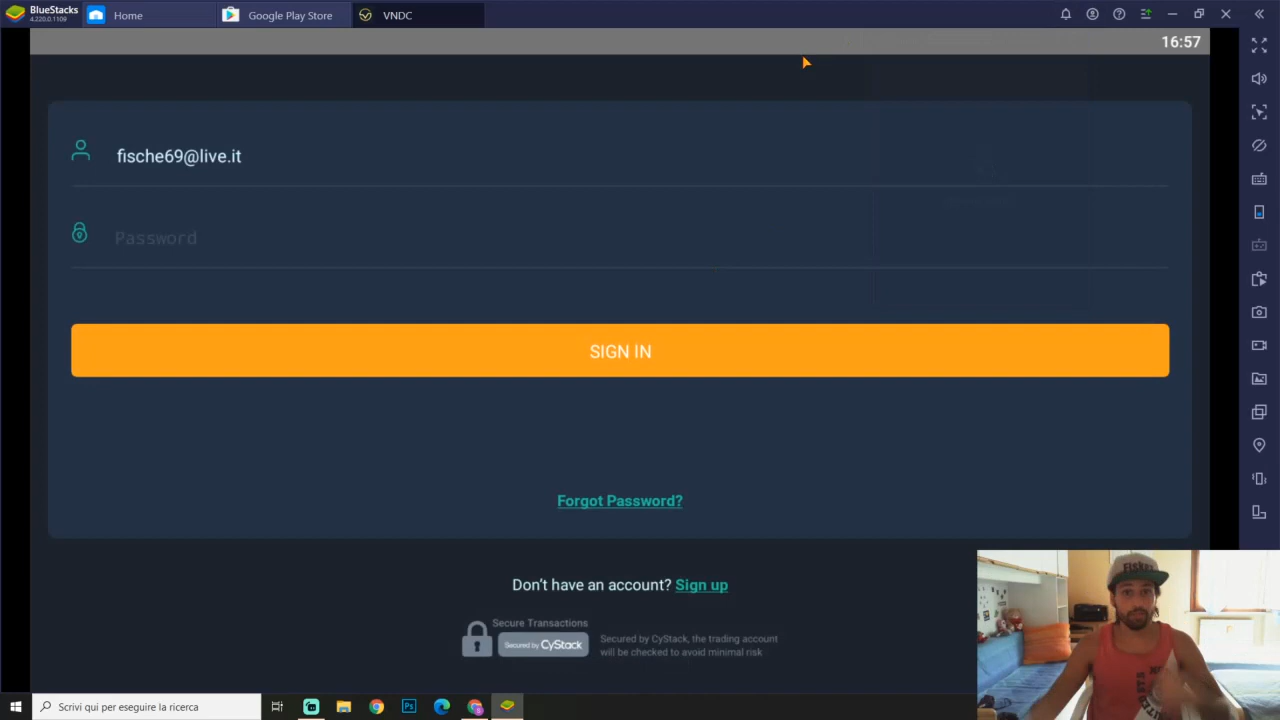 BlueStacks
4.220.0.1109
Home
Google Play Store
VNDC
16:57
fische69@live.it
Password
SIGN IN
Forgot Password?
Don't have an account? Sign up
Secure Transactions
Secured by CyStack
Secured by CyStack, the trading account
will be checked to avoid minimal risk
Scrivi qui per eseguire la ricerca